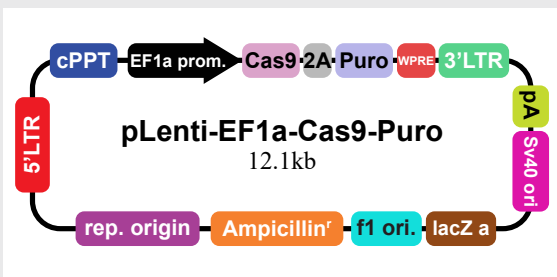 cPPT EF1a prom. Cas9 2A Puro WPRE 3'LTR
5'LTR
pA
Sv40 ori
pLenti-EF1a-Cas9-Puro
12.1kb
rep. origin Ampicillinʳ f1 ori. lacZ a